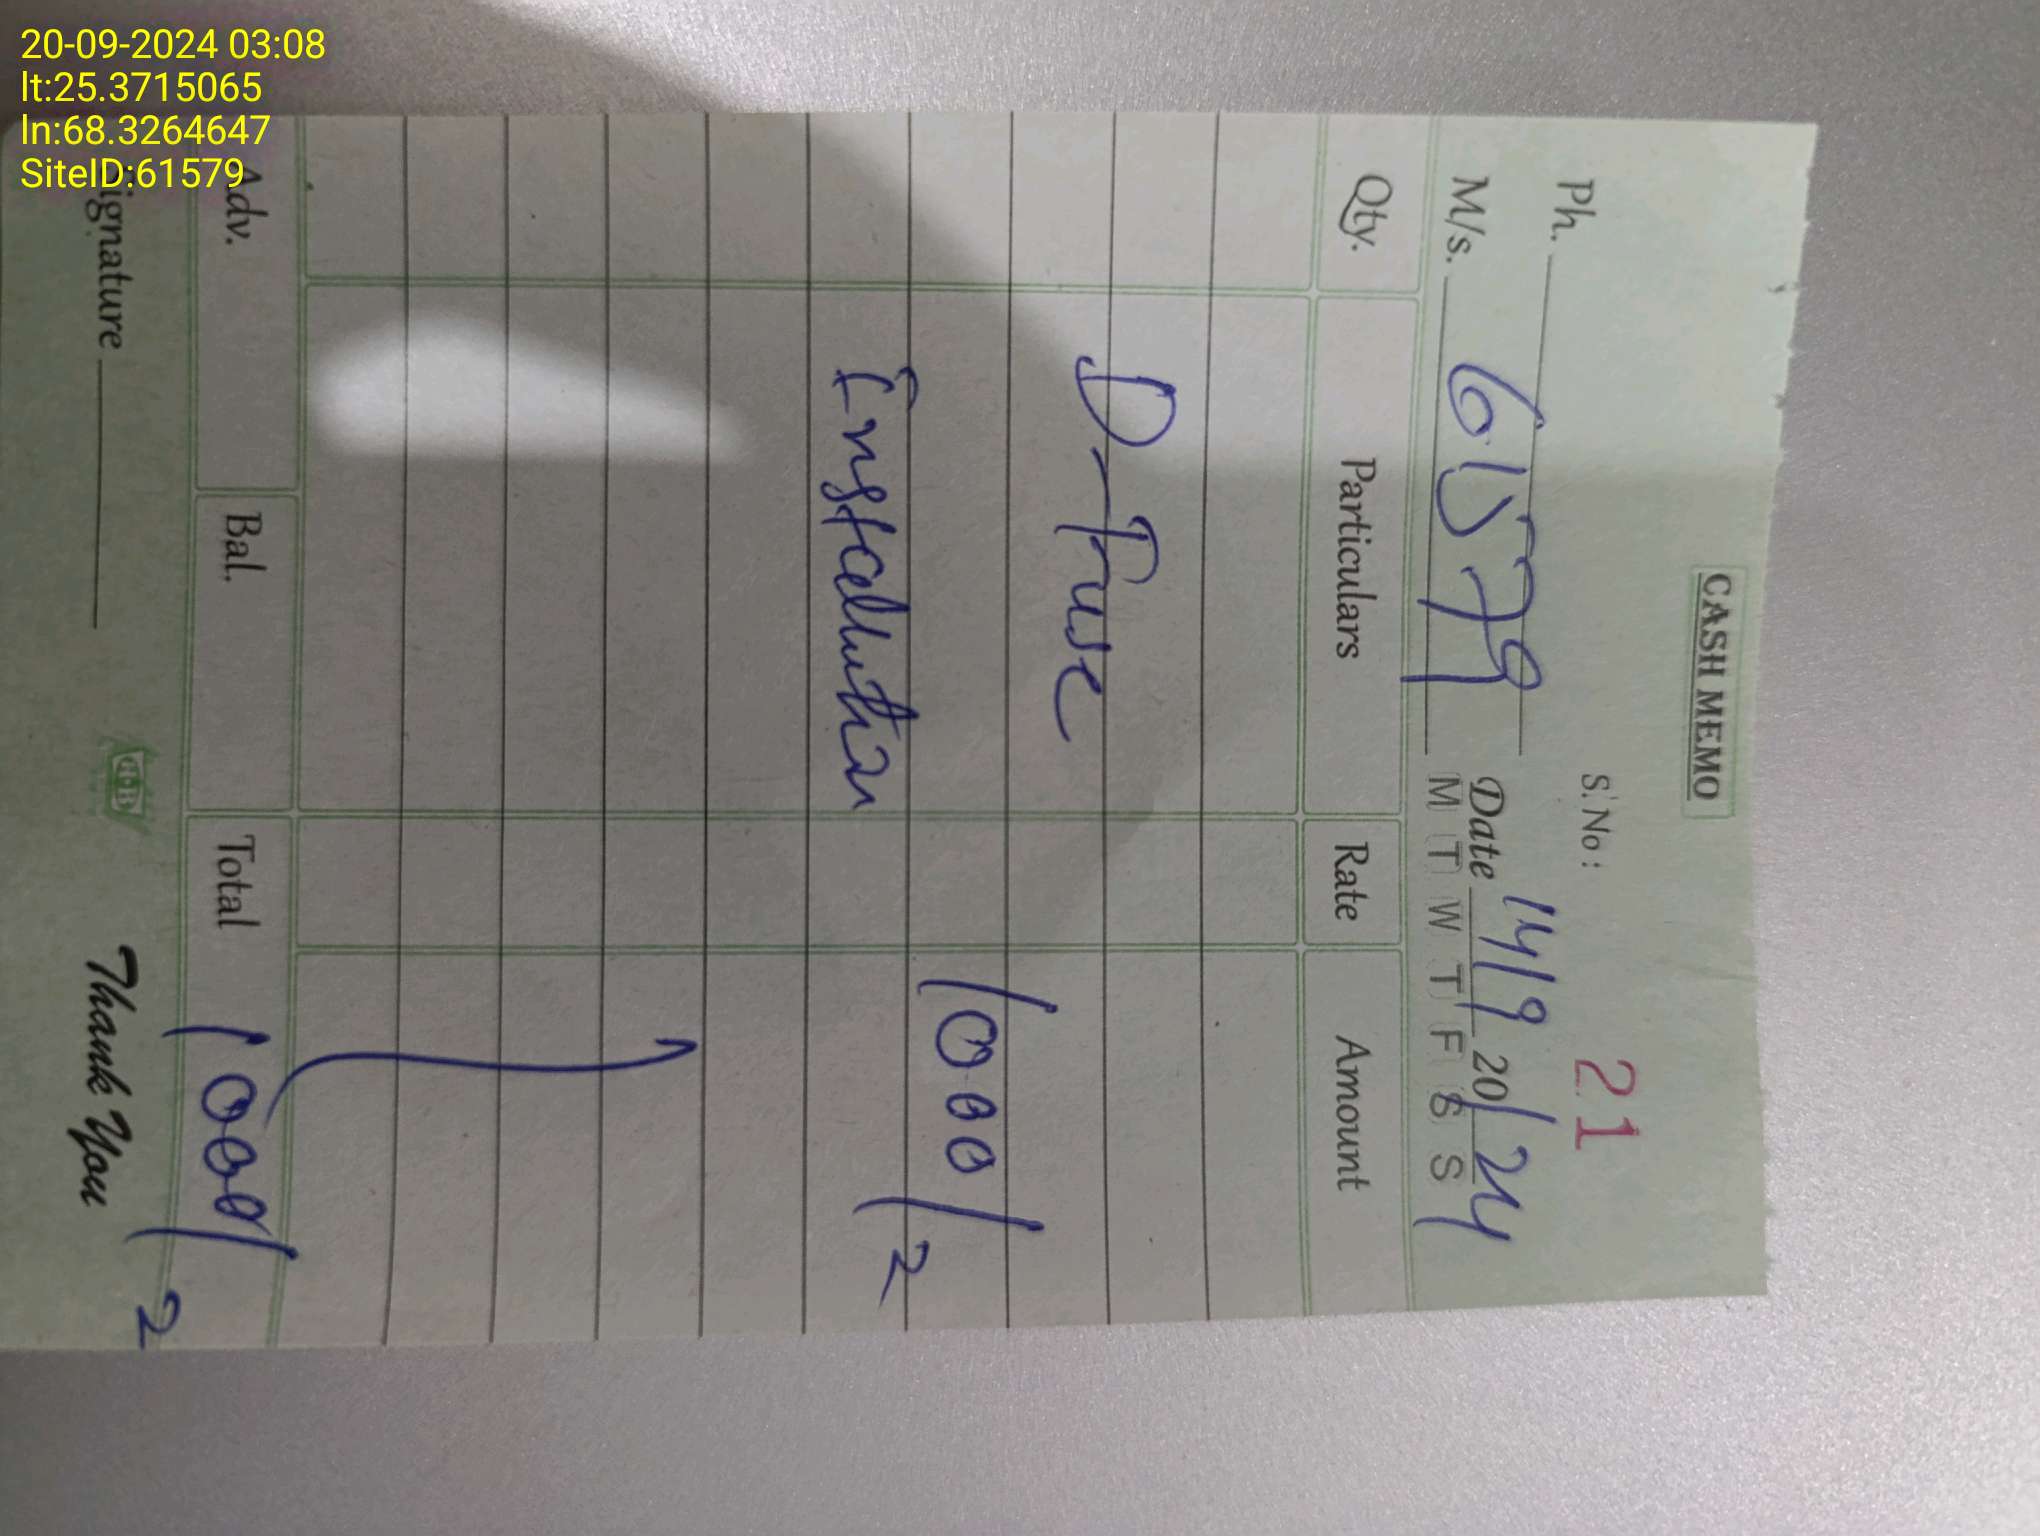 20-09-2024 03:08
lt:25.3715065
ln:68.3264647
SiteID:61579
CASH MEMO
S. No: 21
Ph.
M/s. 61579 Date 14/9 20/24
M T W T F S S
Qty. Particulars Rate Amount
D-Fuse
1000/2
Instellution
Adv. Bal. Total 1000/2
Signature
Thank You